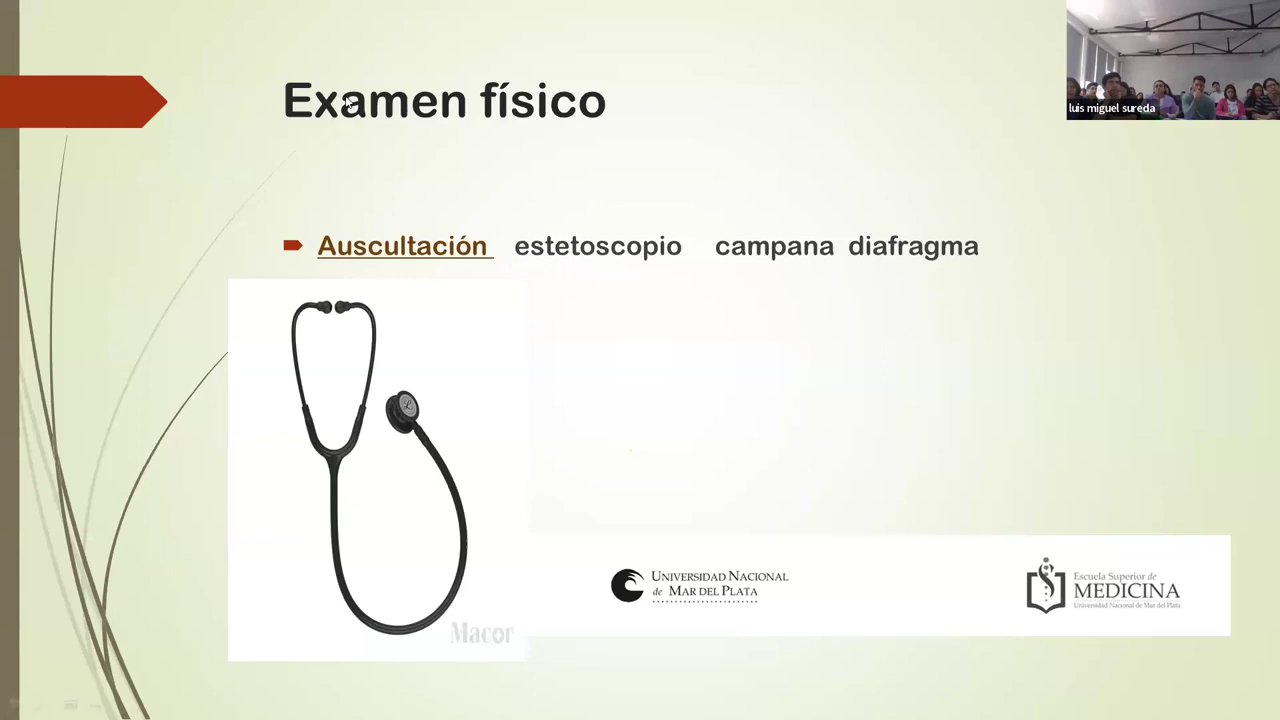 Examen físico
luis miguel sureda
Auscultación estetoscopio campana diafragma
Macor
UNIVERSIDAD NACIONAL
de MAR DEL PLATA
Escuela Superior de
MEDICINA
Universidad Nacional de Mar del Plata